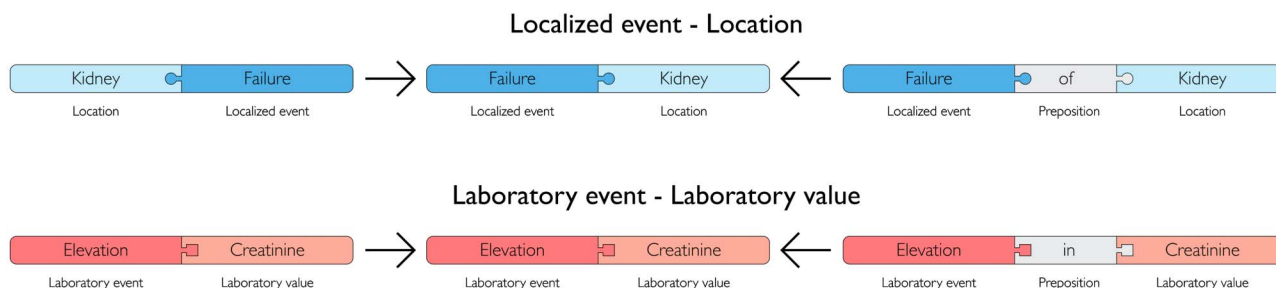 Localized event - Location
Kidney Failure Failure Kidney Failure of Kidney
Location Localized event Localized event Location Localized event Preposition Location
Laboratory event - Laboratory value
Elevation Creatinine Elevation Creatinine Elevation in Creatinine
Laboratory event Laboratory value Laboratory event Laboratory value Laboratory event Preposition Laboratory value